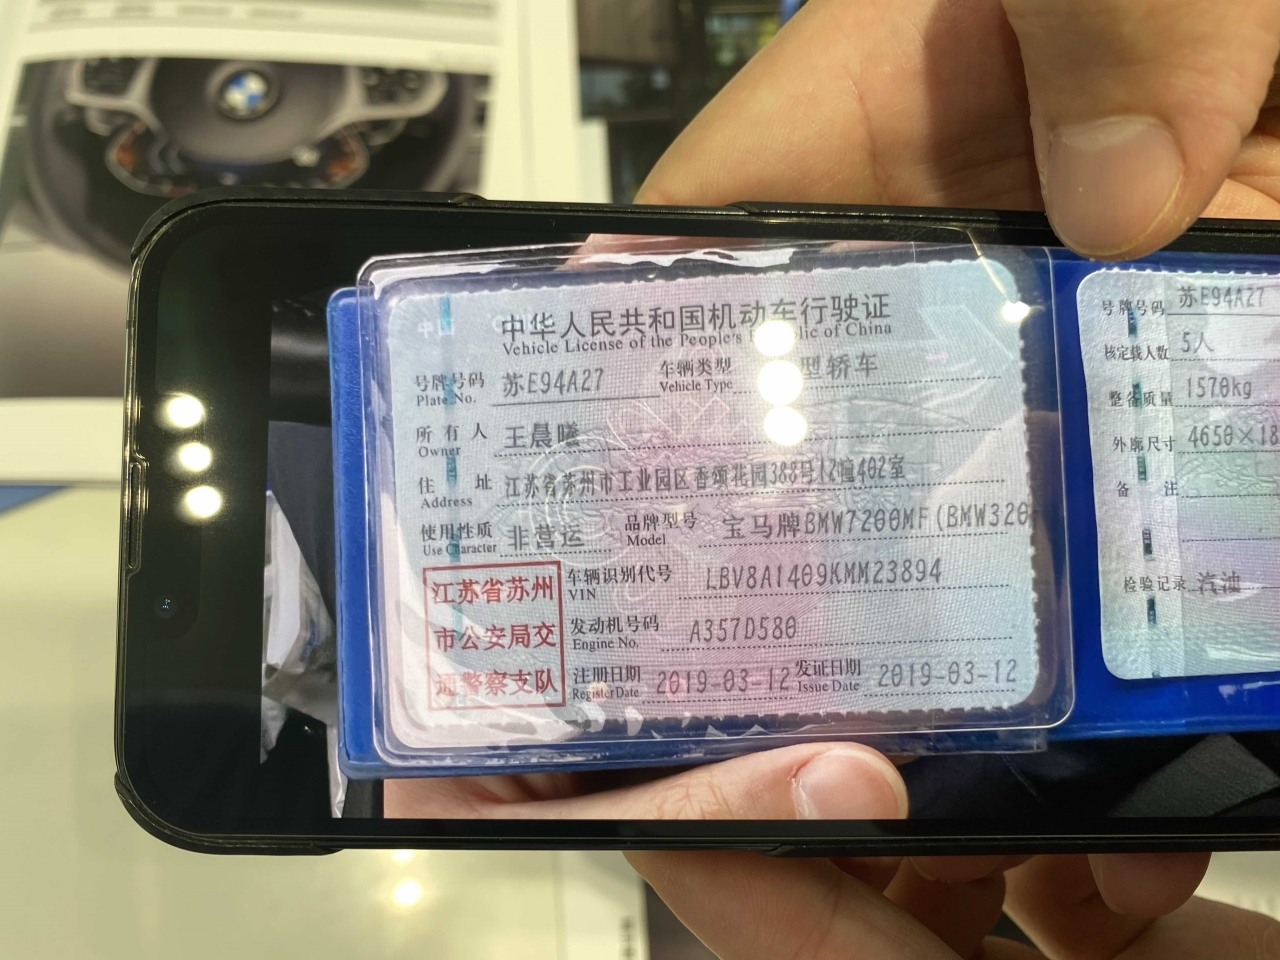 中华人民共和国机动车行驶证
Vehicle License of the People's Republic of China
号牌号码 苏E94A27 车辆类型 型轿车
Plate No. Vehicle Type
所有人 王晨曦
Owner
住址 江苏省苏州市工业园区香颂花园388号12幢402室
Address
使用性质 非营运 品牌型号 宝马牌BMW7200MF(BMW320
Use Character Model
江苏省苏州
市公安局交
通警察支队
车辆识别代号 LBV8A1409KMM23894
VIN
发动机号码 A357D580
Engine No.
注册日期 2019-03-12 发证日期 2019-03-12
Register Date Issue Date
号牌号码 苏E94A27
核定载人数 5人
整备质量 1570kg
外廓尺寸 4650×18
备注
检验记录 汽油